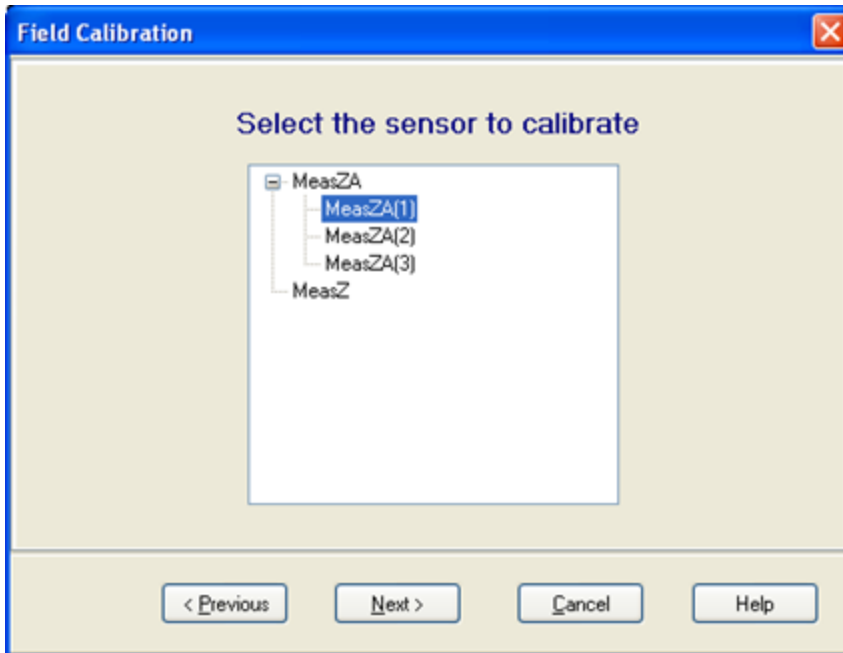 Field Calibration
Select the sensor to calibrate
MeasZA
MeasZA(1)
MeasZA(2)
MeasZA(3)
MeasZ
< Previous Next > Cancel Help